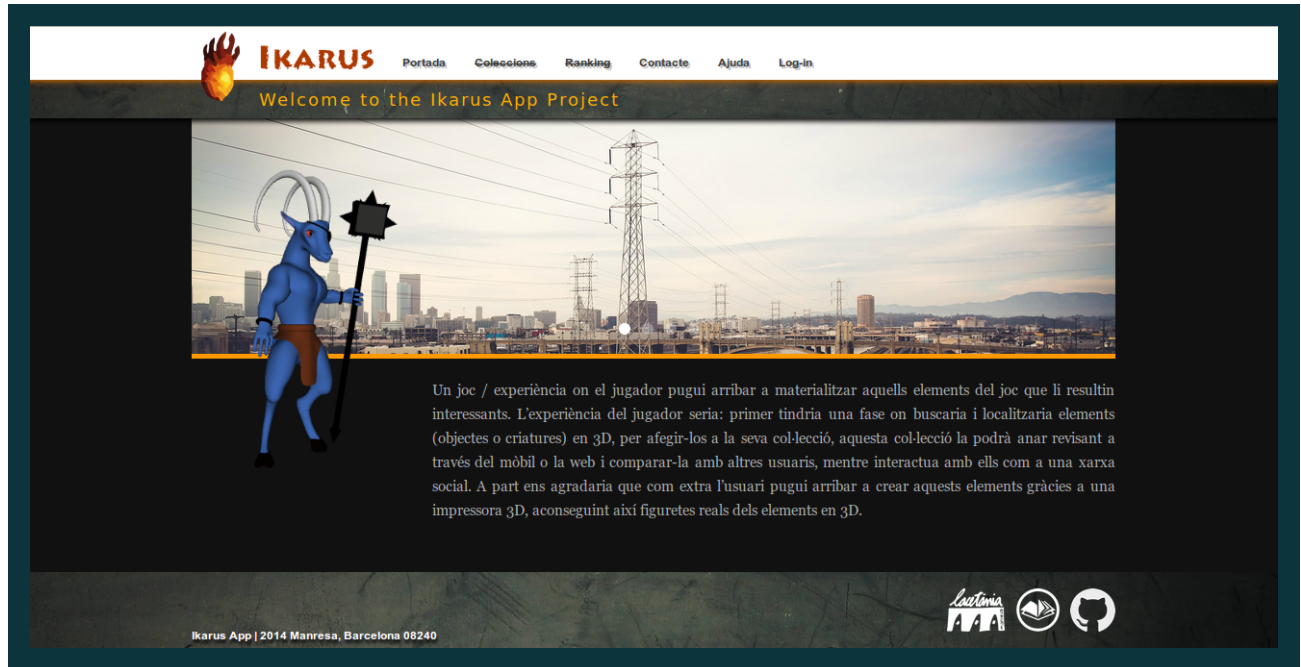 IKARUS
Portada Coleccions Ranking Contacte Ajuda Log-in
Welcome to the Ikarus App Project
Un joc / experiència on el jugador pugui arribar a materialitzar aquells elements del joc que li resultin
interessants. L'experiència del jugador seria: primer tindria una fase on buscaria i localitzaria elements
(objectes o criatures) en 3D, per afegir-los a la seva col·lecció, aquesta col·lecció la podrà anar revisant a
través del mòbil o la web i comparar-la amb altres usuaris, mentre interactua amb ells com a una xarxa
social. A part ens agradaria que com extra l'usuari pugui arribar a crear aquests elements gràcies a una
impressora 3D, aconseguint així figuretes reals dels elements en 3D.
lacetània
Ikarus App | 2014 Manresa, Barcelona 08240